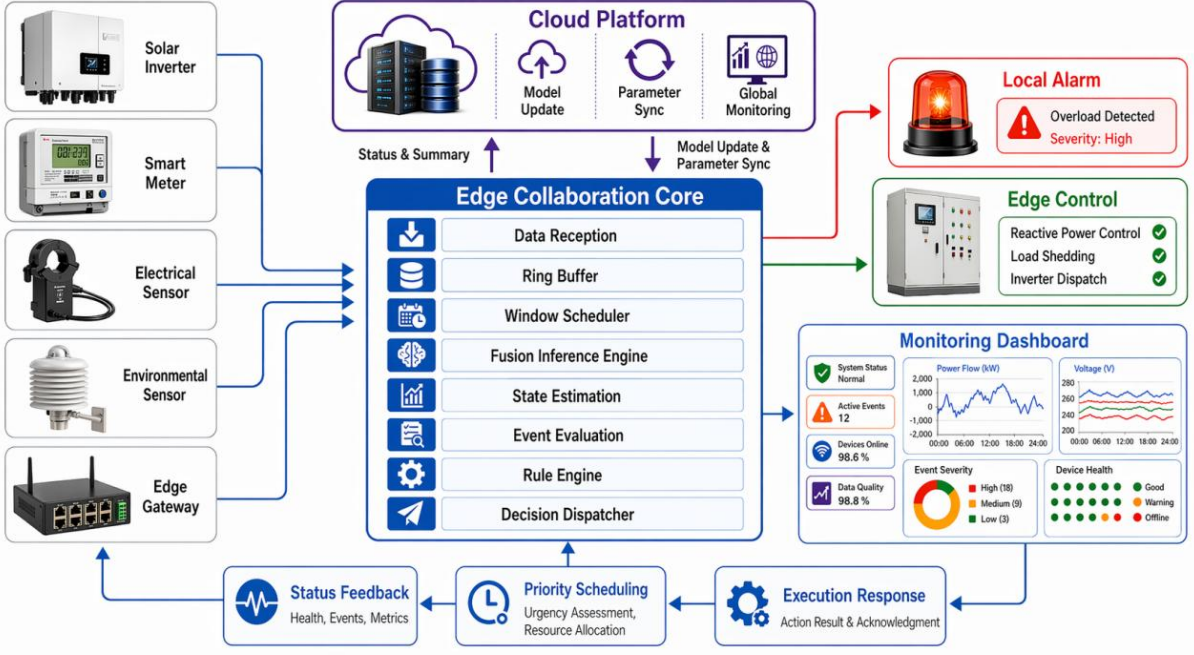 Solar
Inverter
Smart
Meter
Electrical
Sensor
Environmental
Sensor
Edge
Gateway
Cloud Platform
Model
Update
Parameter
Sync
Global
Monitoring
Status & Summary
Model Update &
Parameter Sync
Edge Collaboration Core
Data Reception
Ring Buffer
Window Scheduler
Fusion Inference Engine
State Estimation
Event Evaluation
Rule Engine
Decision Dispatcher
Local Alarm
Overload Detected
Severity: High
Edge Control
Reactive Power Control
Load Shedding
Inverter Dispatch
Monitoring Dashboard
System Status
Normal
Active Events
12
Devices Online
98.6 %
Data Quality
98.8 %
Power Flow (kW)
2,000
1,000
0
-1,000
-2,000
00:00 06:00 12:00 18:00 24:00
Voltage (V)
280
260
240
200
00:00 06:00 12:00 18:00 24:00
Event Severity
High (18)
Medium (9)
Low (3)
Device Health
Good
Warning
Offline
Status Feedback
Health, Events, Metrics
Priority Scheduling
Urgency Assessment,
Resource Allocation
Execution Response
Action Result & Acknowledgment